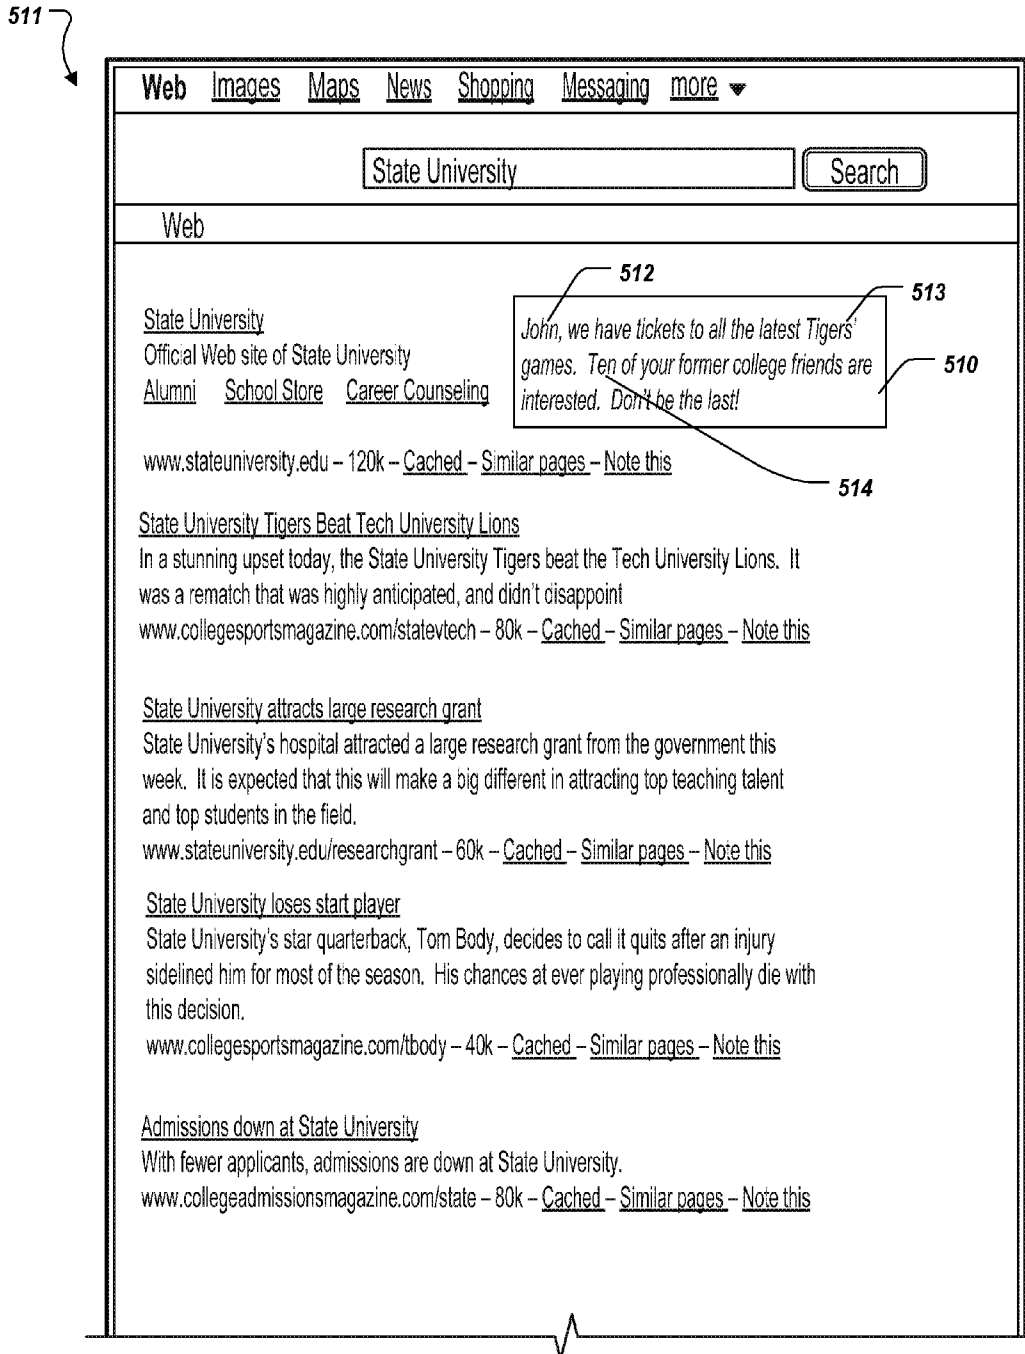 511
Web Images Maps News Shopping Messaging more
State University Search
Web
512
513
State University
Official Web site of State University
Alumni School Store Career Counseling
John, we have tickets to all the latest Tigers'
games. Ten of your former college friends are
interested. Don't be the last!
510
514
www.stateuniversity.edu – 120k – Cached – Similar pages – Note this
State University Tigers Beat Tech University Lions
In a stunning upset today, the State University Tigers beat the Tech University Lions. It
was a rematch that was highly anticipated, and didn't disappoint
www.collegesportsmagazine.com/statevtech – 80k – Cached – Similar pages – Note this
State University attracts large research grant
State University's hospital attracted a large research grant from the government this
week. It is expected that this will make a big different in attracting top teaching talent
and top students in the field.
www.stateuniversity.edu/researchgrant – 60k – Cached – Similar pages – Note this
State University loses start player
State University's star quarterback, Tom Body, decides to call it quits after an injury
sidelined him for most of the season. His chances at ever playing professionally die with
this decision.
www.collegesportsmagazine.com/tbody – 40k – Cached – Similar pages – Note this
Admissions down at State University
With fewer applicants, admissions are down at State University.
www.collegeadmissionsmagazine.com/state – 80k – Cached – Similar pages – Note this